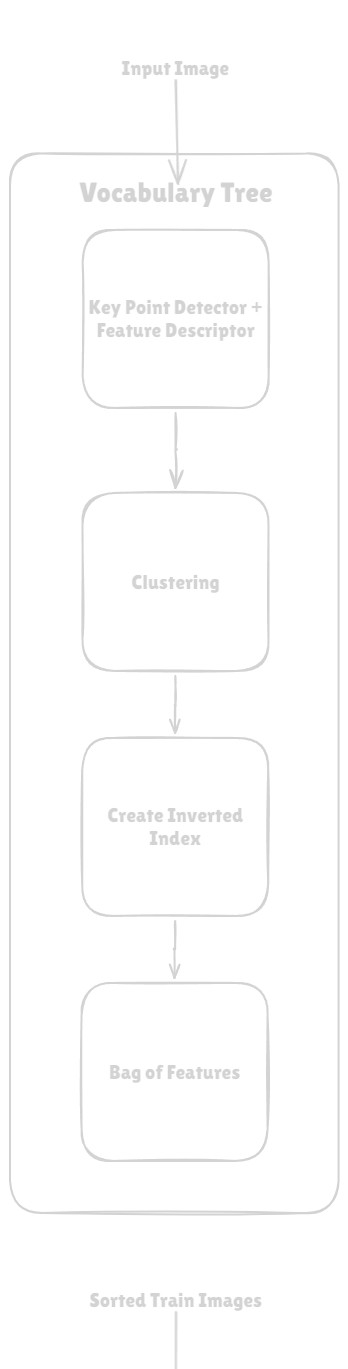 Input Image
Vocabulary Tree
Key Point Detector +
Feature Descriptor
Clustering
Create Inverted
Index
Bag of Features
Sorted Train Images